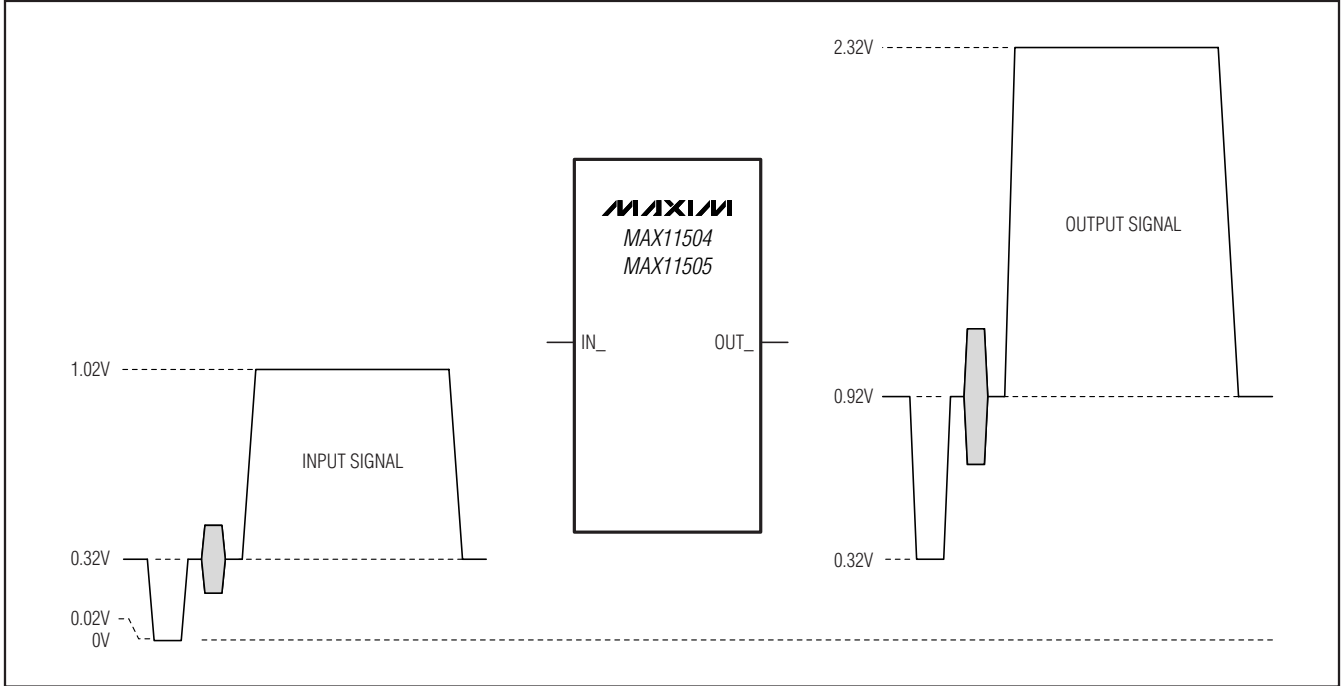 2.32V
MAXIM
MAX11504
MAX11505
OUTPUT SIGNAL
IN_
OUT_
1.02V
0.92V
INPUT SIGNAL
0.32V
0.32V
0.02V
0V